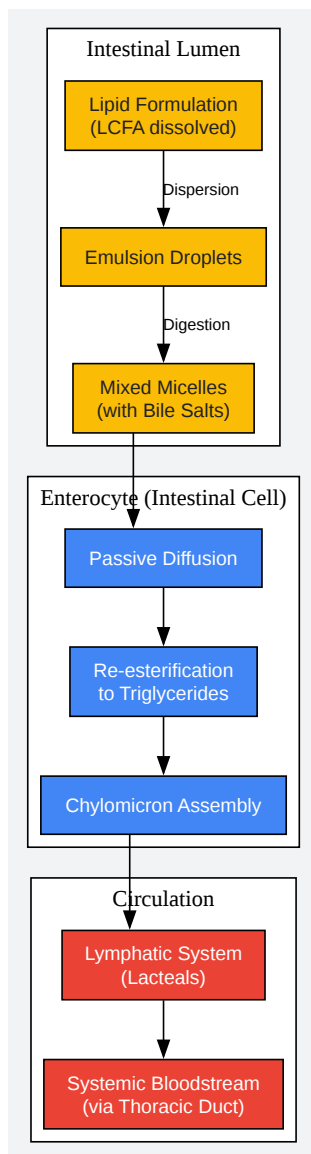 Intestinal Lumen
Lipid Formulation
(LCFA dissolved)
Dispersion
Emulsion Droplets
Digestion
Mixed Micelles
(with Bile Salts)
Enterocyte (Intestinal Cell)
Passive Diffusion
Re-esterification
to Triglycerides
Chylomicron Assembly
Circulation
Lymphatic System
(Lacteals)
Systemic Bloodstream
(via Thoracic Duct)